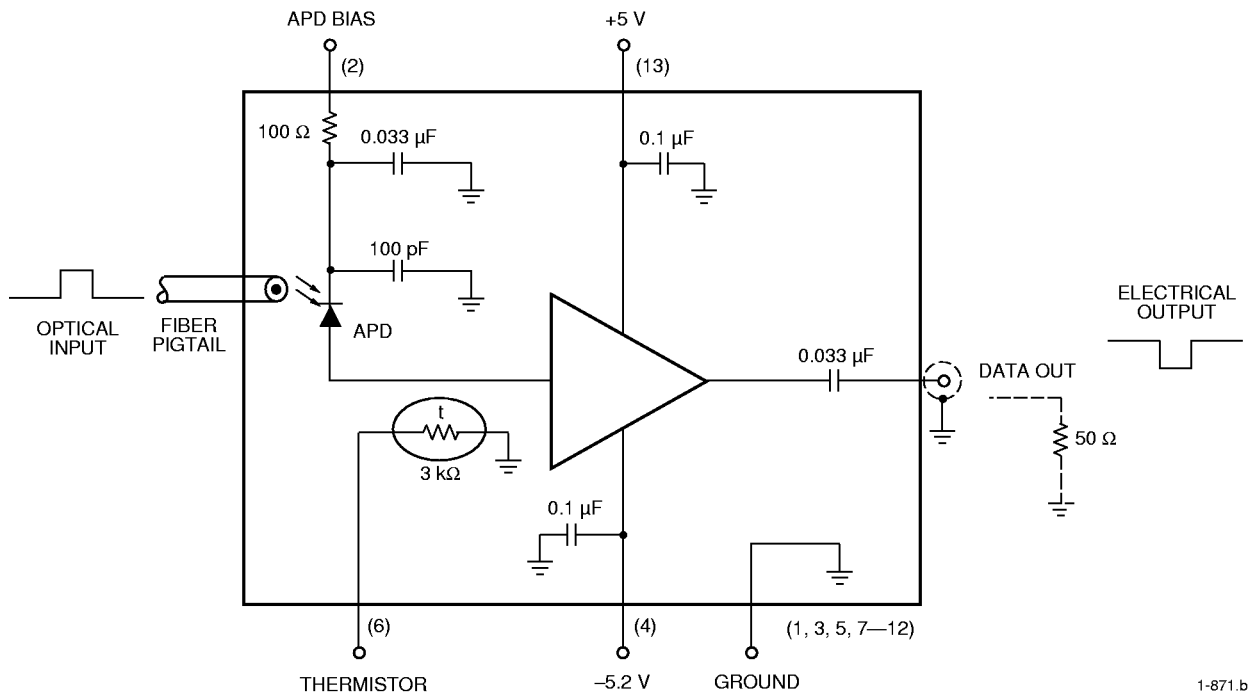 APD BIAS
+5 V
(2)
(13)
100 Ω
0.033 µF
0.1 µF
100 pF
OPTICAL
INPUT
FIBER
PIGTAIL
APD
ELECTRICAL
OUTPUT
0.033 µF
DATA OUT
t
3 kΩ
50 Ω
0.1 µF
(6)
(4)
(1, 3, 5, 7—12)
THERMISTOR
–5.2 V
GROUND
1-871.b